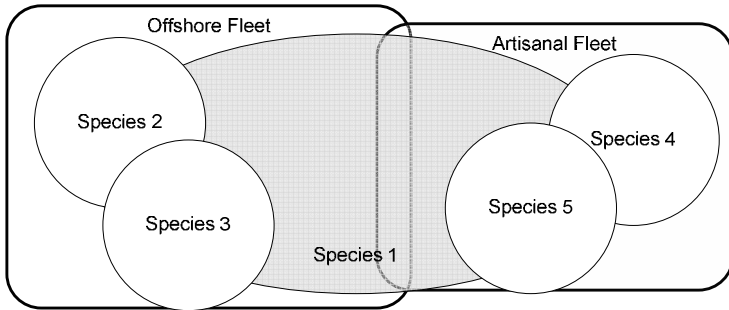 Offshore Fleet
Artisanal Fleet
Species 2
Species 4
Species 3
Species 5
Species 1